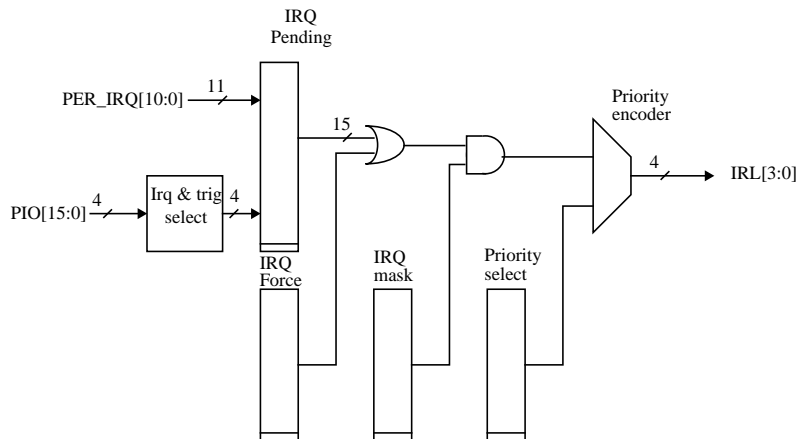 IRQ
Pending
11
PER_IRQ[10:0]
15
Priority
encoder
4
IRL[3:0]
4
PIO[15:0]
Irq & trig
select
4
IRQ
Force
IRQ
mask
Priority
select